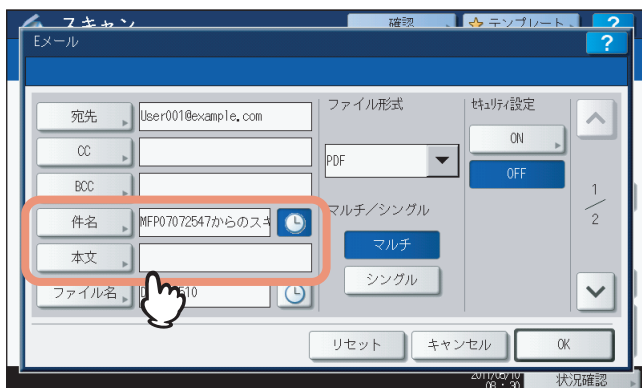 スキャン
確認
テンプレート
?
Eメール
?
宛先
User001@example.com
CC
BCC
件名
MFP07072547からのスキ
本文
ファイル名
510
ファイル形式
PDF
マルチ/シングル
マルチ
シングル
セキュリティ設定
ON
OFF
1
2
リセット
キャンセル
OK
08:30
状況確認